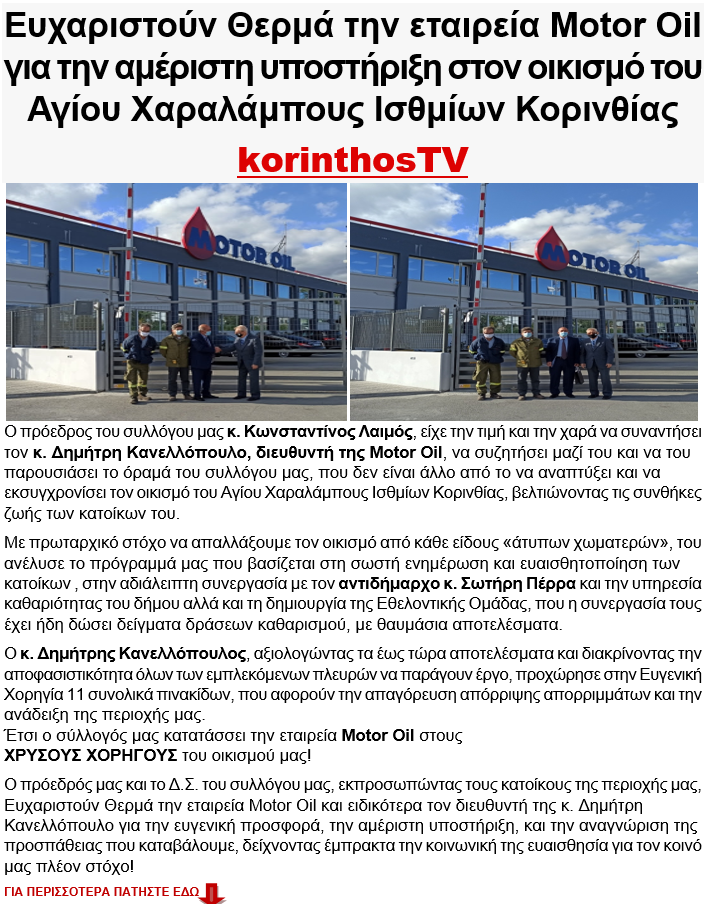 Ευχαριστούν Θερμά την εταιρεία Motor Oil
για την αμέριστη υποστήριξη στον οικισμό του
Αγίου Χαραλάμπους Ισθμίων Κορινθίας
korinthosTV
MOTOR OIL
MOTOR OIL
Ο πρόεδρος του συλλόγου μας κ. Κωνσταντίνος Λαιμός, είχε την τιμή και την χαρά να συναντήσει
τον κ. Δημήτρη Κανελλόπουλο, διευθυντή της Motor Oil, να συζητήσει μαζί του και να του
παρουσιάσει το όραμά του συλλόγου μας, που δεν είναι άλλο από το να αναπτύξει και να
εκσυγχρονίσει τον οικισμό του Αγίου Χαραλάμπους Ισθμίων Κορινθίας, βελτιώνοντας τις συνθήκες
ζωής των κατοίκων του.
Με πρωταρχικό στόχο να απαλλάξουμε τον οικισμό από κάθε είδους «άτυπων χωματερών», του
ανέλυσε το πρόγραμμά μας που βασίζεται στη σωστή ενημέρωση και ευαισθητοποίηση των
κατοίκων , στην αδιάλειπτη συνεργασία με τον αντιδήμαρχο κ. Σωτήρη Πέρρα και την υπηρεσία
καθαριότητας του δήμου αλλά και τη δημιουργία της Εθελοντικής Ομάδας, που η συνεργασία τους
έχει ήδη δώσει δείγματα δράσεων καθαρισμού, με θαυμάσια αποτελέσματα.
Ο κ. Δημήτρης Κανελλόπουλος, αξιολογώντας τα έως τώρα αποτελέσματα και διακρίνοντας την
αποφασιστικότητα όλων των εμπλεκόμενων πλευρών να παράγουν έργο, προχώρησε στην Ευγενική
Χορηγία 11 συνολικά πινακίδων, που αφορούν την απαγόρευση απόρριψης απορριμμάτων και την
ανάδειξη της περιοχής μας.
Έτσι ο σύλλογός μας κατατάσσει την εταιρεία Motor Oil στους
ΧΡΥΣΟΥΣ ΧΟΡΗΓΟΥΣ του οικισμού μας!
Ο πρόεδρός μας και το Δ.Σ. του συλλόγου μας, εκπροσωπώντας τους κατοίκους της περιοχής μας,
Ευχαριστούν Θερμά την εταιρεία Motor Oil και ειδικότερα τον διευθυντή της κ. Δημήτρη
Κανελλόπουλο για την ευγενική προσφορά, την αμέριστη υποστήριξη, και την αναγνώριση της
προσπάθειας που καταβάλουμε, δείχνοντας έμπρακτα την κοινωνική της ευαισθησία για τον κοινό
μας πλέον στόχο!
ΓΙΑ ΠΕΡΙΣΣΟΤΕΡΑ ΠΑΤΗΣΤΕ ΕΔΩ